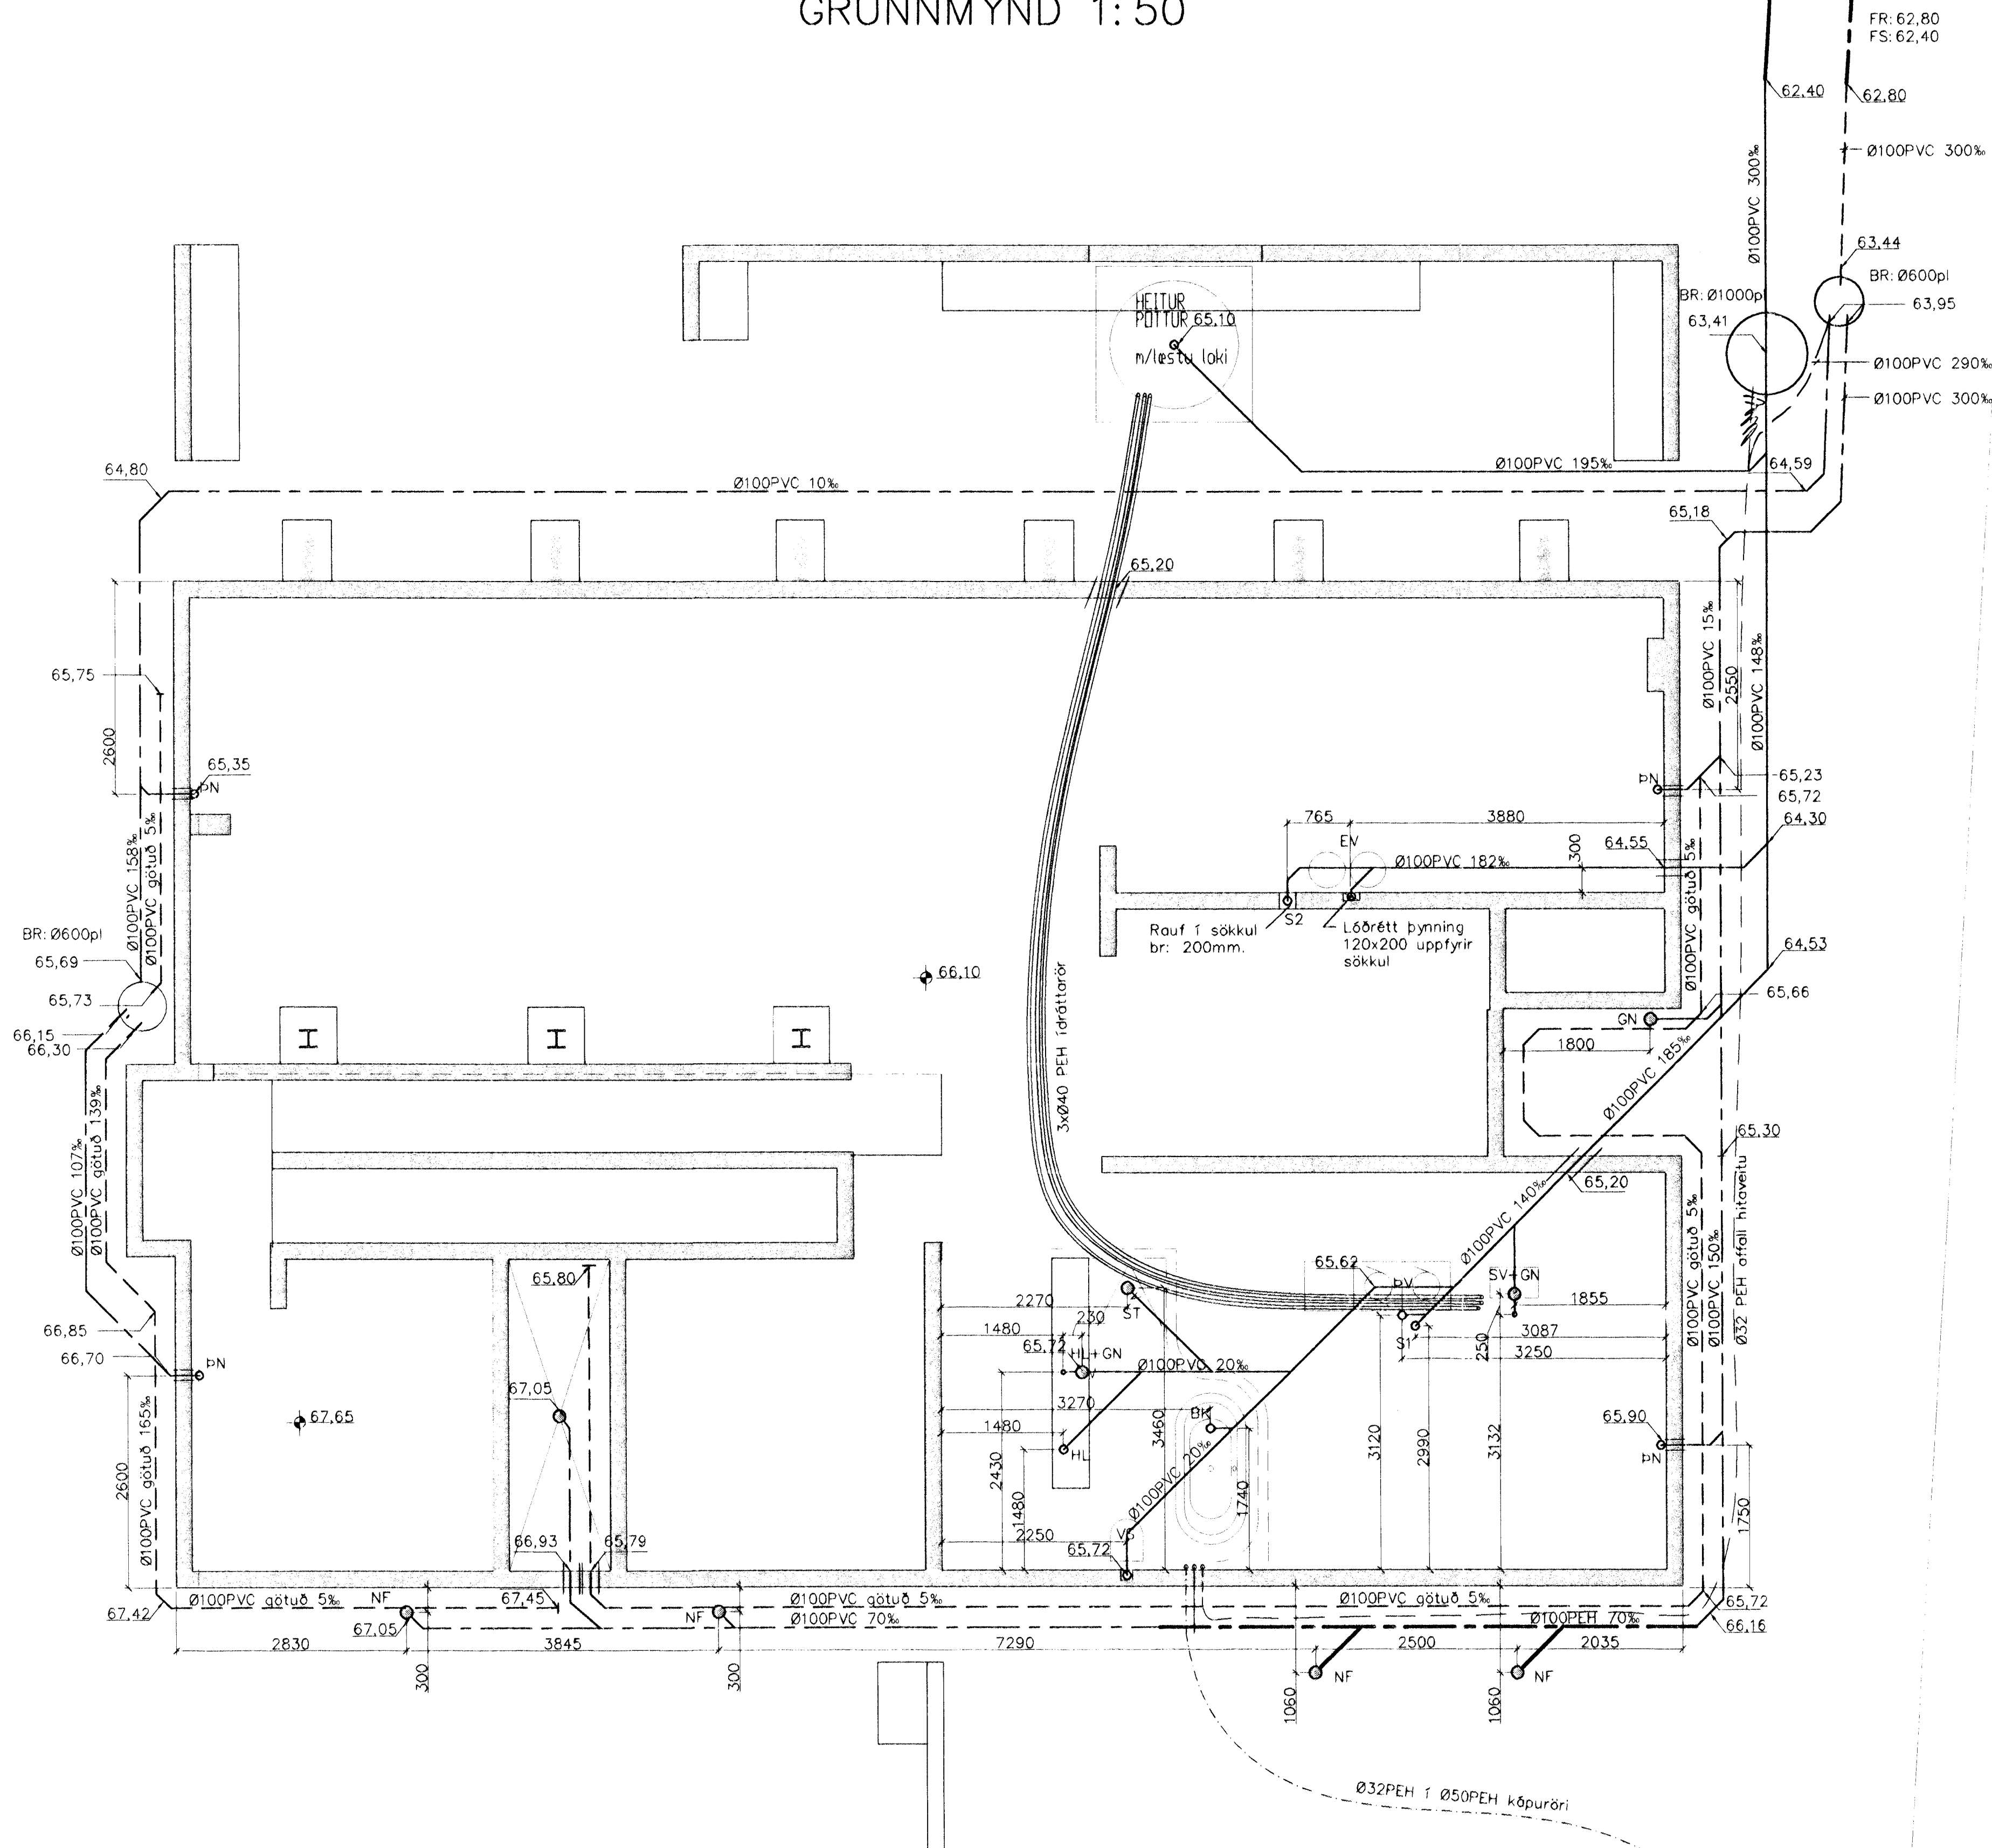 GRUNNMYND 1:50
FR: 62,80
FS: 62,40
62,40
62,80
Ø100PVC 300‰
Ø100PVC 300‰
63,44
BR: Ø600pl
63,95
BR: Ø1000pl
63,41
Ø100PVC 290‰
Ø100PVC 300‰
HEITUR
POTTUR
65,10
m/læstu loki
64,80
Ø100PVC 10‰
Ø100PVC 195‰
64,59
65,18
65,20
65,75
2600
65,35
ÞN
Ø100PVC 158‰
Ø100PVC götuð 5‰
Ø100PVC 15‰
2550
Ø100PVC 148‰
65,23
65,72
64,30
ÞN
765
3880
EV
64,55
300
Ø100PVC 182‰
S2
Rauf í sökkul
br: 200mm.
Lóðrétt þynning
120x200 uppfyrir
sökkul
Ø100PVC götuð 5‰
64,53
65,66
GN
1800
BR: Ø600pl
65,69
65,73
66,15
66,30
66,10
I
I
I
3xØ40 PEH ídráttarör
Ø100PVC 185‰
Ø100PVC 107‰
Ø100PVC götuð 139‰
65,30
65,20
Ø100PVC 140‰
Ø100PVC götuð 5‰
Ø100PVC 150‰
Ø32 PEH affall hitaveitu
65,80
65,62
ÞV
SV+GN
1855
2270
230
ST
1480
65,72
HL+GN
Ø100PVC 20‰
S1
3087
250
3250
66,85
66,70
ÞN
67,05
67,65
3270
BK
1480
HL
3460
2430
1480
Ø100PVC 20‰
1740
3120
2990
3132
65,90
ÞN
1750
2600
Ø100PVC götuð 165‰
66,93
65,79
2250
VS
65,72
67,42
Ø100PVC götuð 5‰
NF
67,45
67,05
NF
Ø100PVC götuð 5‰
Ø100PVC 70‰
Ø100PVC götuð 5‰
Ø100PEH 70‰
65,72
66,16
2830
3845
7290
2500
2035
300
300
1060
NF
1060
NF
Ø32PEH í Ø50PEH kápuröri